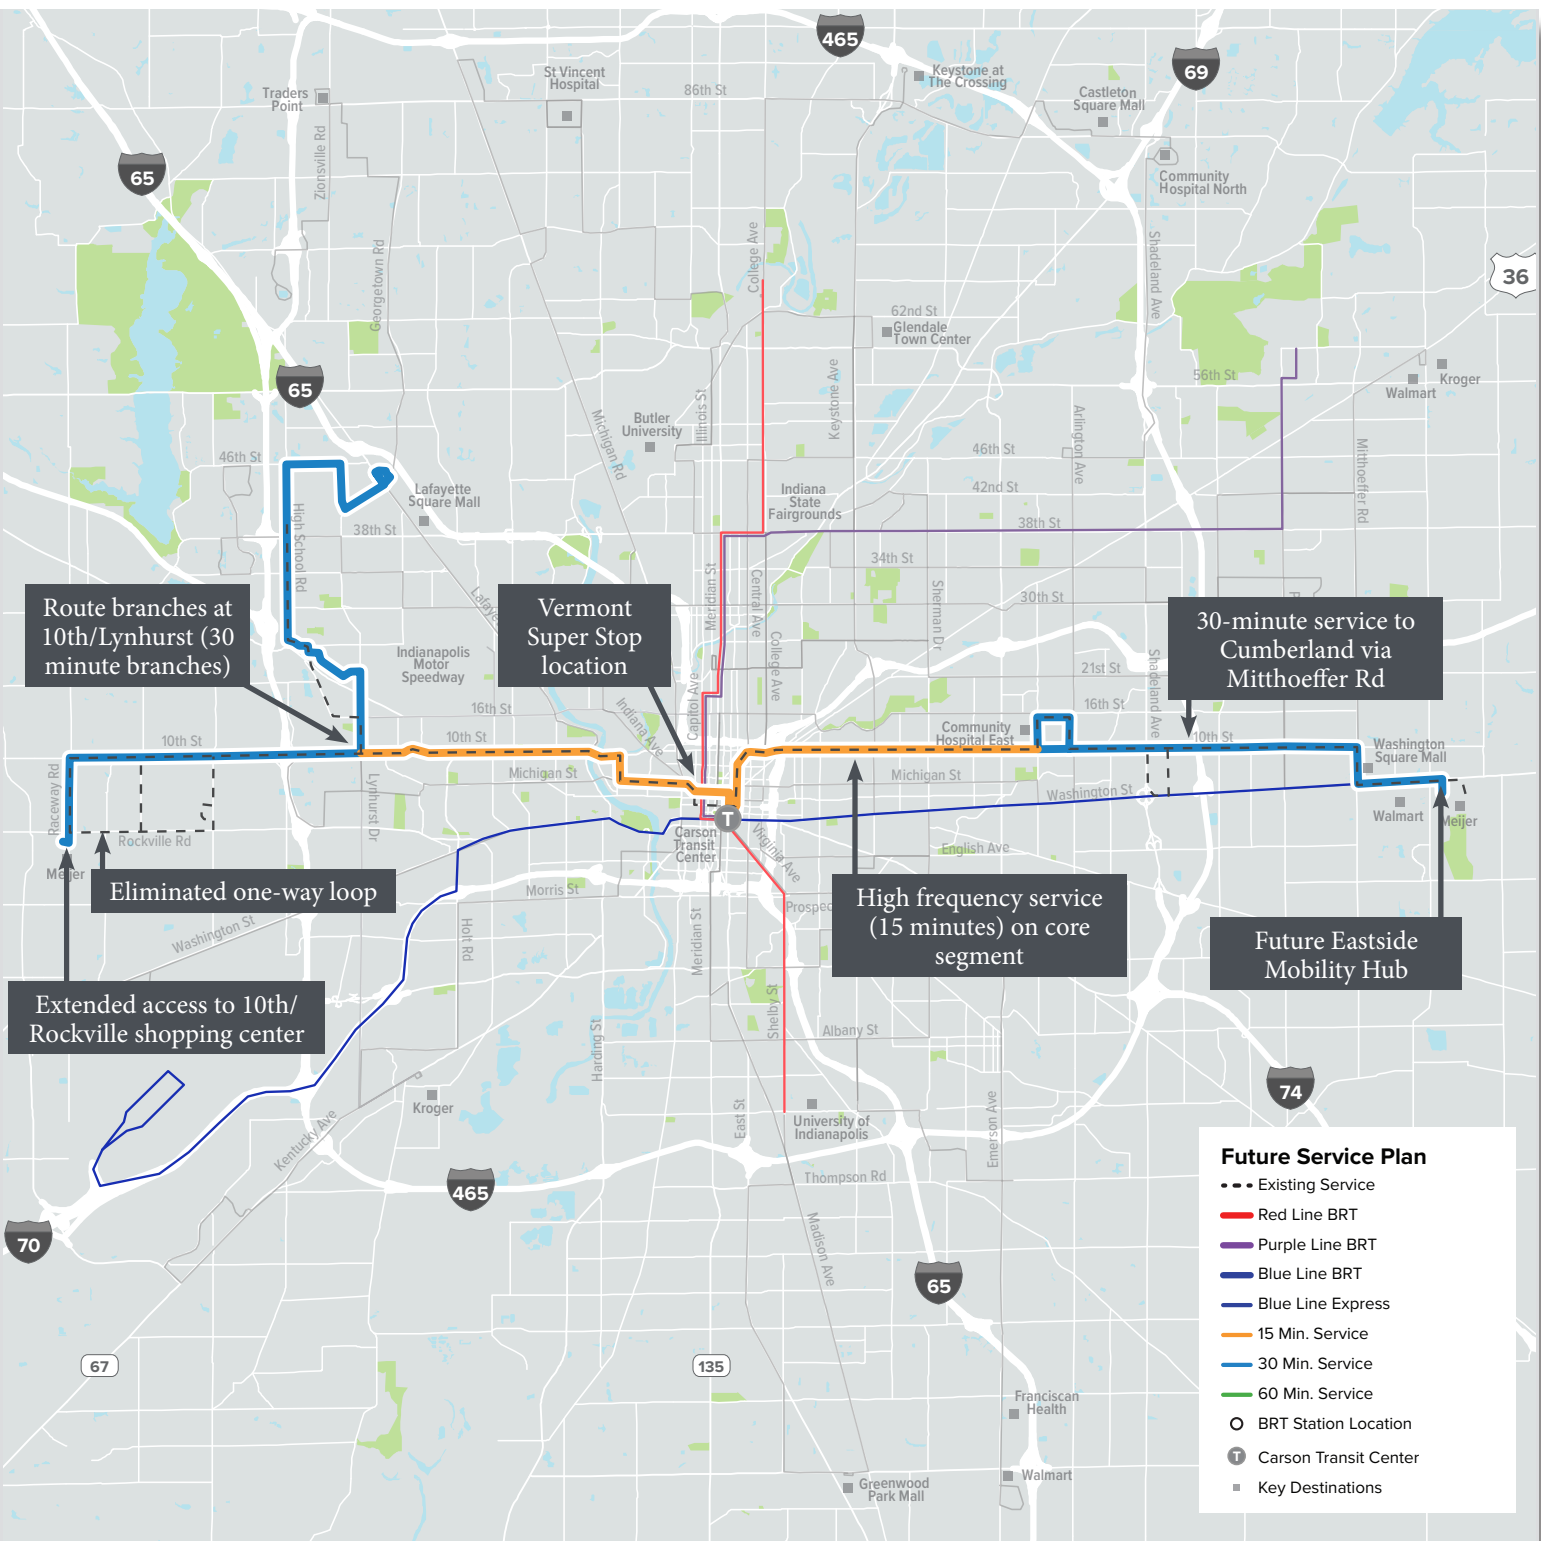 465
69
St Vincent
Hospital
Keystone at
The Crossing
Traders
Point
86th St
Castleton
Square Mall
65
Zionsville Rd
Community
Hospital North
Georgetown Rd
College Ave
Shadeland Ave
36
62nd St
Glendale
Town Center
65
56th St
Kroger
Walmart
Keystone Ave
Illinois St
Michigan Rd
Butler
University
Arlington Ave
46th St
46th St
Mitthoeffer Rd
Lafayette
Square Mall
Indiana
State
Fairgrounds
42nd St
High School Rd
38th St
38th St
34th St
Meridian St
Central Ave
Sherman Dr
30th St
Route branches at
10th/Lynhurst (30
minute branches)
Vermont
Super Stop
location
30-minute service to
Cumberland via
Mitthoeffer Rd
Indianapolis
Motor
Speedway
College Ave
21st St
Shadeland Ave
Capitol Ave
Indiana Ave
16th St
16th St
10th St
10th St
Community
Hospital East
10th St
Washington
Square Mall
Michigan St
Michigan St
Washington St
Raceway Rd
Lynhurst Dr
Rockville Rd
Carson
Transit
Center
T
Virginia Ave
English Ave
Walmart
Meijer
Meijer
Eliminated one-way loop
Morris St
High frequency service
(15 minutes) on core
segment
Washington St
Holt Rd
Meridian St
Future Eastside
Mobility Hub
Extended access to 10th/
Rockville shopping center
Shelby St
Harding St
Albany St
74
Kroger
Kentucky Ave
East St
University of
Indianapolis
Emerson Ave
Thompson Rd
465
70
Madison Ave
65
67
135
Franciscan
Health
Greenwood
Park Mall
Walmart
Future Service Plan
Existing Service
Red Line BRT
Purple Line BRT
Blue Line BRT
Blue Line Express
15 Min. Service
30 Min. Service
60 Min. Service
BRT Station Location
T Carson Transit Center
Key Destinations